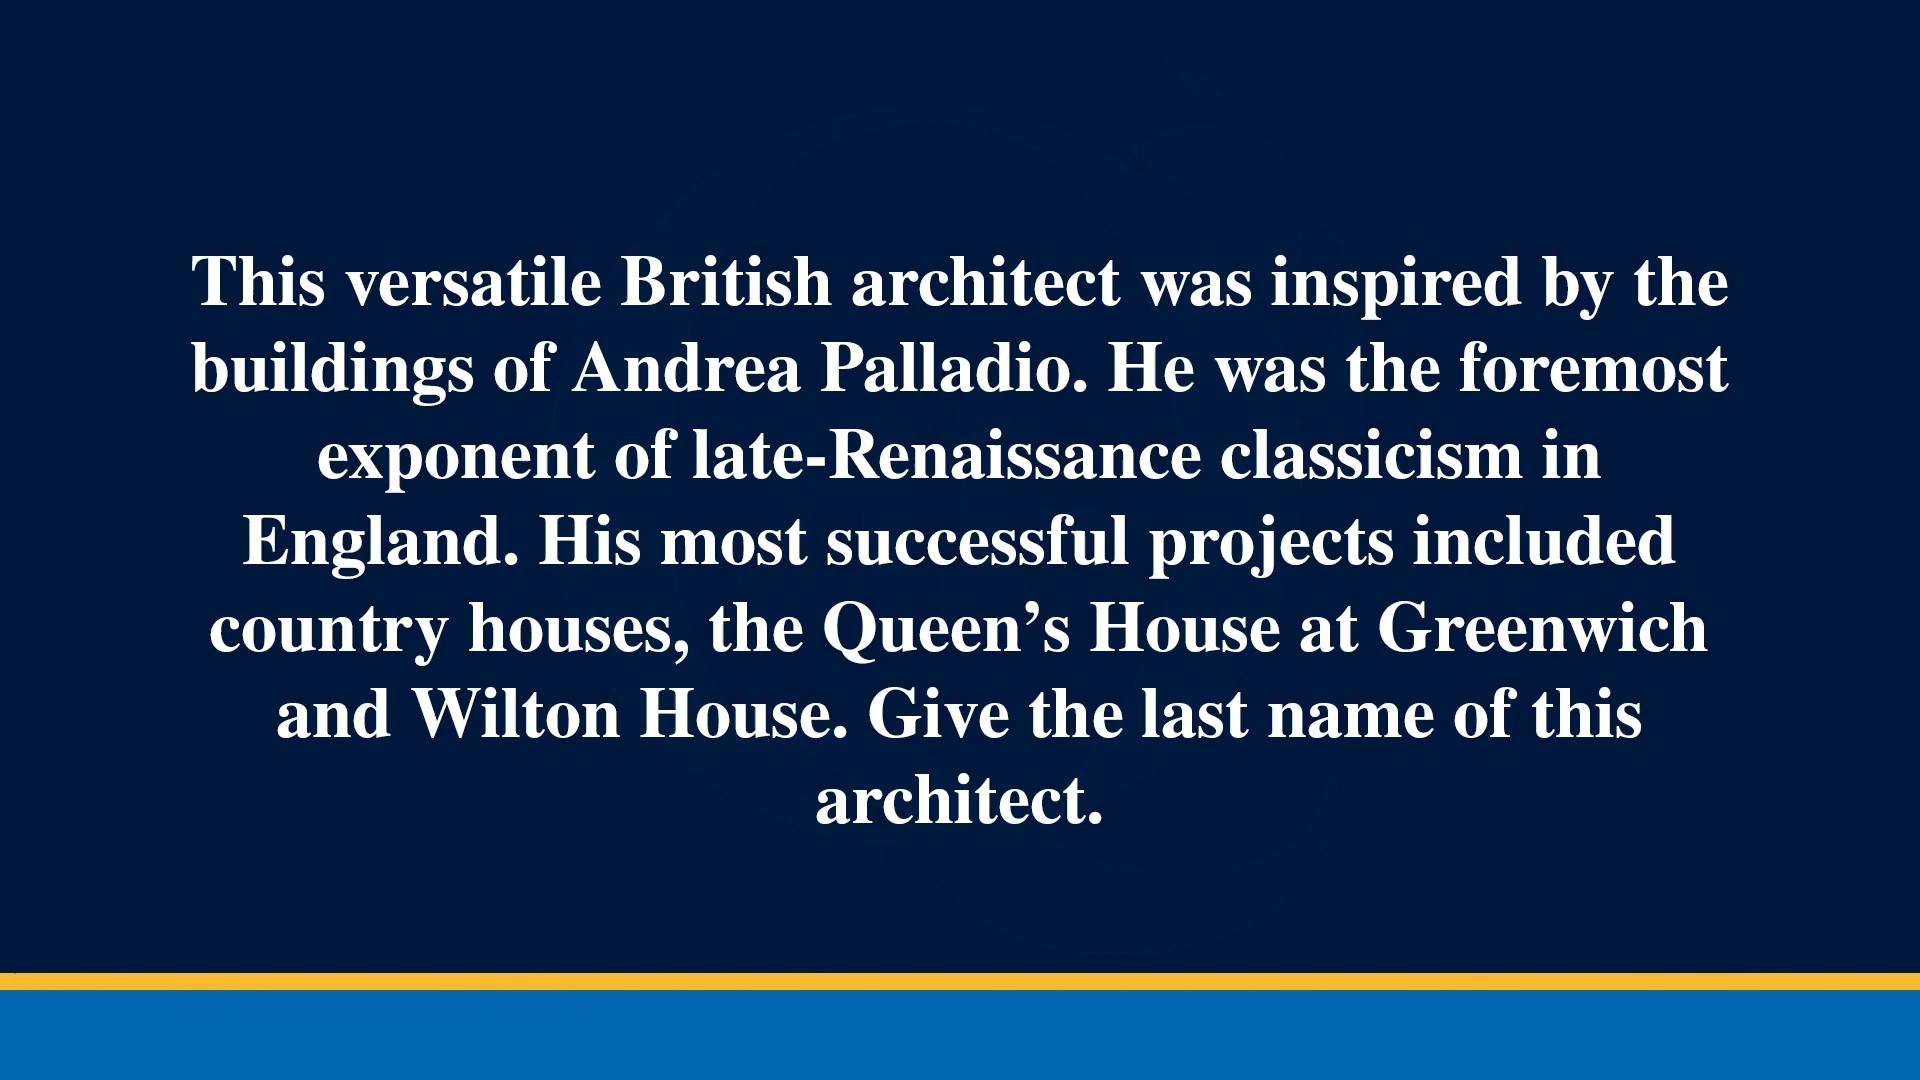 This versatile British architect was inspired by the
buildings of Andrea Palladio. He was the foremost
exponent of late-Renaissance classicism in
England. His most successful projects included
country houses, the Queen’s House at Greenwich
and Wilton House. Give the last name of this
architect.